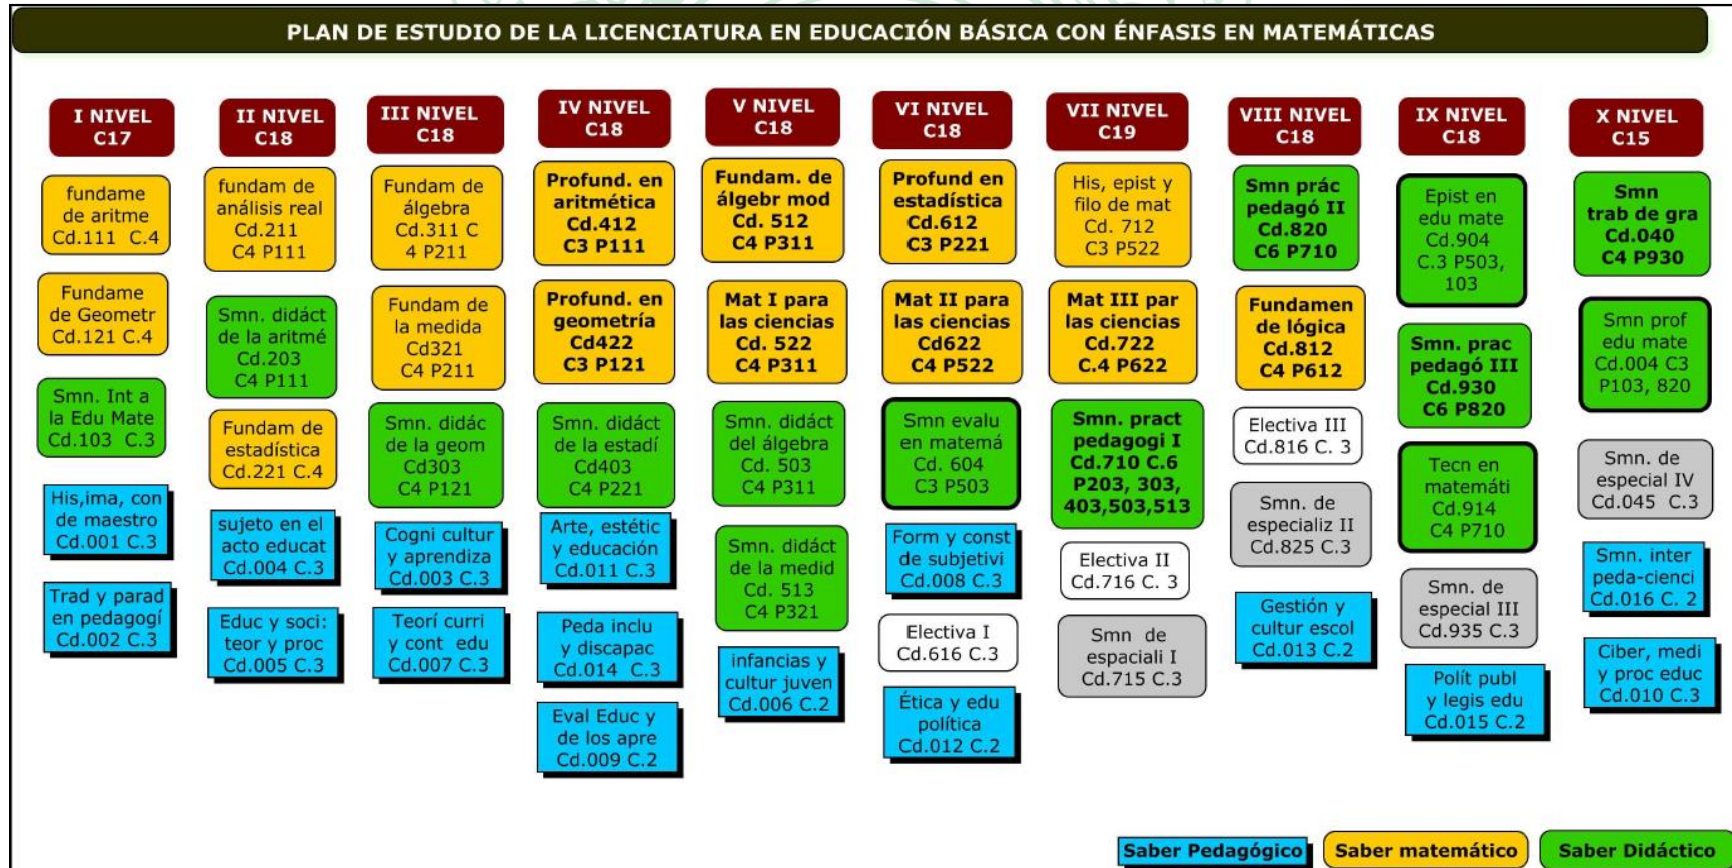 PLAN DE ESTUDIO DE LA LICENCIATURA EN EDUCACIÓN BÁSICA CON ÉNFASIS EN MATEMÁTICAS
I NIVEL
C17
fundame
de aritme
Cd.111 C.4
Fundame
de Geometr
Cd.121 C.4
Smn. Int a
la Edu Mate
Cd.103 C.3
His,ima, con
de maestro
Cd.001 C.3
Trad y parad
en pedagogí
Cd.002 C.3
II NIVEL
C18
fundam de
análisis real
Cd.211
C4 P111
Smn. didáct
de la aritmé
Cd.203
C4 P111
Fundam de
estadística
Cd.221 C.4
sujeto en el
acto educat
Cd.004 C.3
Educ y soci:
teor y proc
Cd.005 C.3
III NIVEL
C18
Fundam de
álgebra
Cd.311 C
4 P211
Fundam de
la medida
Cd321
C4 P211
Smn. didác
de la geom
Cd303
C4 P121
Cogni cultur
y aprendiza
Cd.003 C.3
Teorí curri
y cont edu
Cd.007 C.3
IV NIVEL
C18
Profund. en
aritmética
Cd.412
C3 P111
Profund. en
geometría
Cd422
C3 P121
Smn. didáct
de la estadí
Cd403
C4 P221
Arte, estétic
y educación
Cd.011 C.3
Peda inclu
y discapac
Cd.014 C.3
Eval Educ y
de los apre
Cd.009 C.2
V NIVEL
C18
Fundam. de
álgebr mod
Cd. 512
C4 P311
Mat I para
las ciencias
Cd. 522
C4 P311
Smn. didáct
del álgebra
Cd. 503
C4 P311
Smn. didáct
de la medid
Cd. 513
C4 P321
infancias y
cultur juven
Cd.006 C.2
VI NIVEL
C18
Profund en
estadística
Cd.612
C3 P221
Mat II para
las ciencias
Cd622
C4 P522
Smn evalu
en matemá
Cd. 604
C3 P503
Form y const
de subjetivi
Cd.008 C.3
Electiva I
Cd.616 C.3
Ética y edu
política
Cd.012 C.2
VII NIVEL
C19
His, epist y
filo de mat
Cd. 712
C3 P522
Mat III par
las ciencias
Cd.722
C.4 P622
Smn. pract
pedagogi I
Cd.710 C.6
P203, 303,
403,503,513
Electiva II
Cd.716 C. 3
Smn de
espaciali I
Cd.715 C.3
VIII NIVEL
C18
Smn prác
pedagó II
Cd.820
C6 P710
Fundamen
de lógica
Cd.812
C4 P612
Electiva III
Cd.816 C. 3
Smn. de
especializ II
Cd.825 C.3
Gestión y
cultur escol
Cd.013 C.2
IX NIVEL
C18
Epist en
edu mate
Cd.904
C.3 P503,
103
Smn. prac
pedagó III
Cd.930
C6 P820
Tecn en
matemáti
Cd.914
C4 P710
Smn. de
especial III
Cd.935 C.3
Polít publ
y legis edu
Cd.015 C.2
X NIVEL
C15
Smn
trab de gra
Cd.040
C4 P930
Smn prof
edu mate
Cd.004 C3
P103, 820
Smn. de
especial IV
Cd.045 C.3
Smn. inter
peda-cienci
Cd.016 C. 2
Ciber, medi
y proc educ
Cd.010 C.3
Saber Pedagógico
Saber matemático
Saber Didáctico